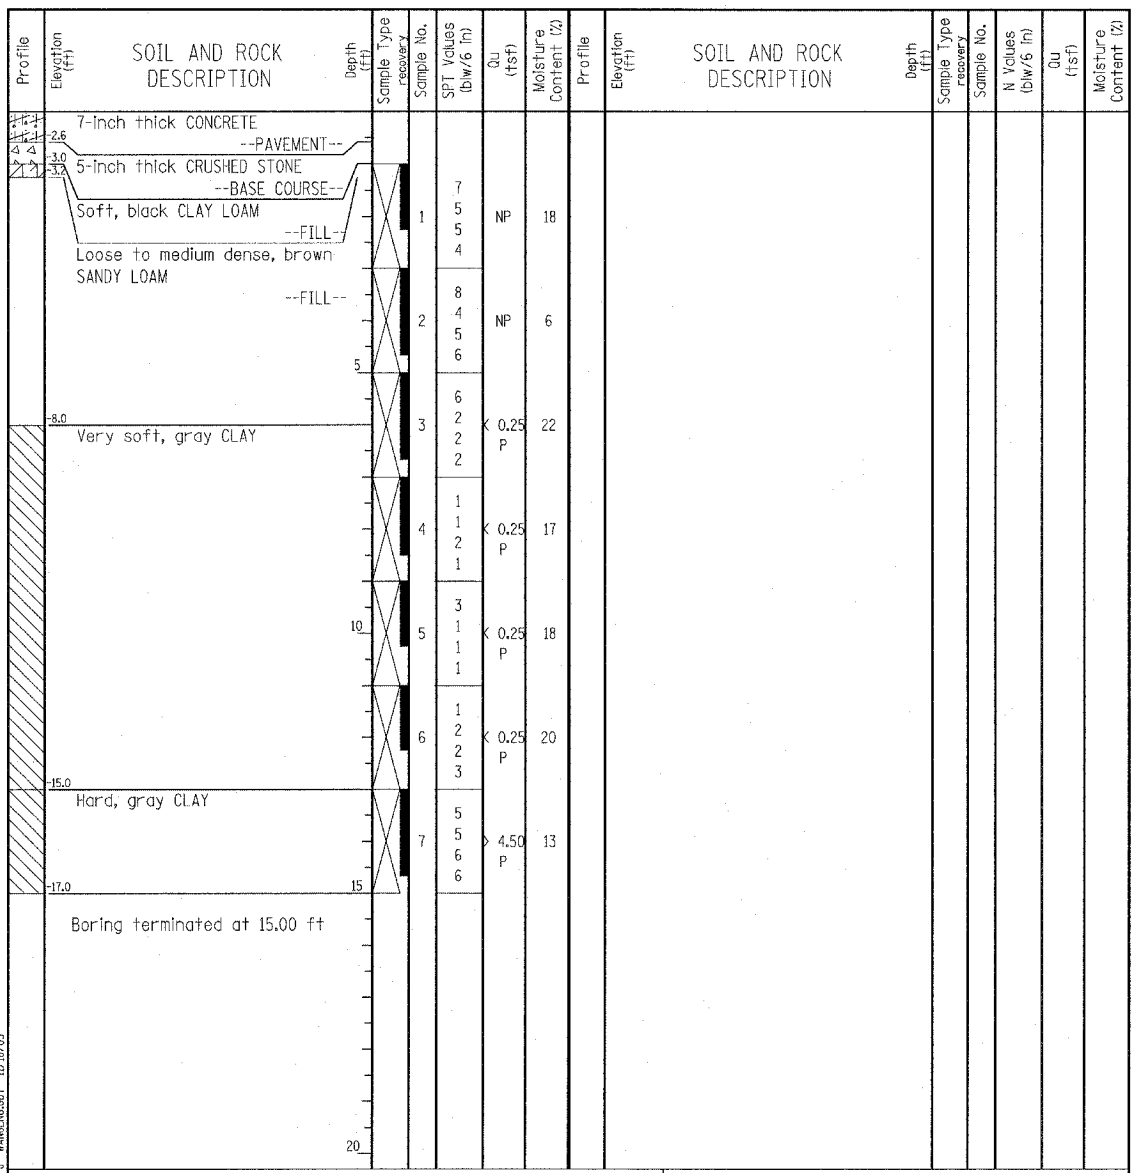 Profile
Elevation (ft)
SOIL AND ROCK DESCRIPTION
Depth (ft)
Sample Type recovery
Sample No.
SPT Values (blw/6 in)
Qu (tsf)
Moisture Content (%)
Profile
Elevation (ft)
SOIL AND ROCK DESCRIPTION
Depth (ft)
Sample Type recovery
Sample No.
N Values (blw/6 in)
Qu (tsf)
Moisture Content (%)
7-inch thick CONCRETE
-2.6
--PAVEMENT--
-3.0
5-inch thick CRUSHED STONE
-3.2
--BASE COURSE--
Soft, black CLAY LOAM
--FILL--
Loose to medium dense, brown
SANDY LOAM
--FILL--
7
5
1 NP 18
5
4
8
4
2 NP 6
5
6
5
6
2
-8.0
3 < 0.25 22
Very soft, gray CLAY
2
P
2
1
1
4 < 0.25 17
2
P
1
3
1
10
5 < 0.25 18
1
P
1
1
2
6 < 0.25 20
2
P
3
-15.0
Hard, gray CLAY
5
5
7 > 4.50 13
6
P
6
-17.0
15
Boring terminated at 15.00 ft
20